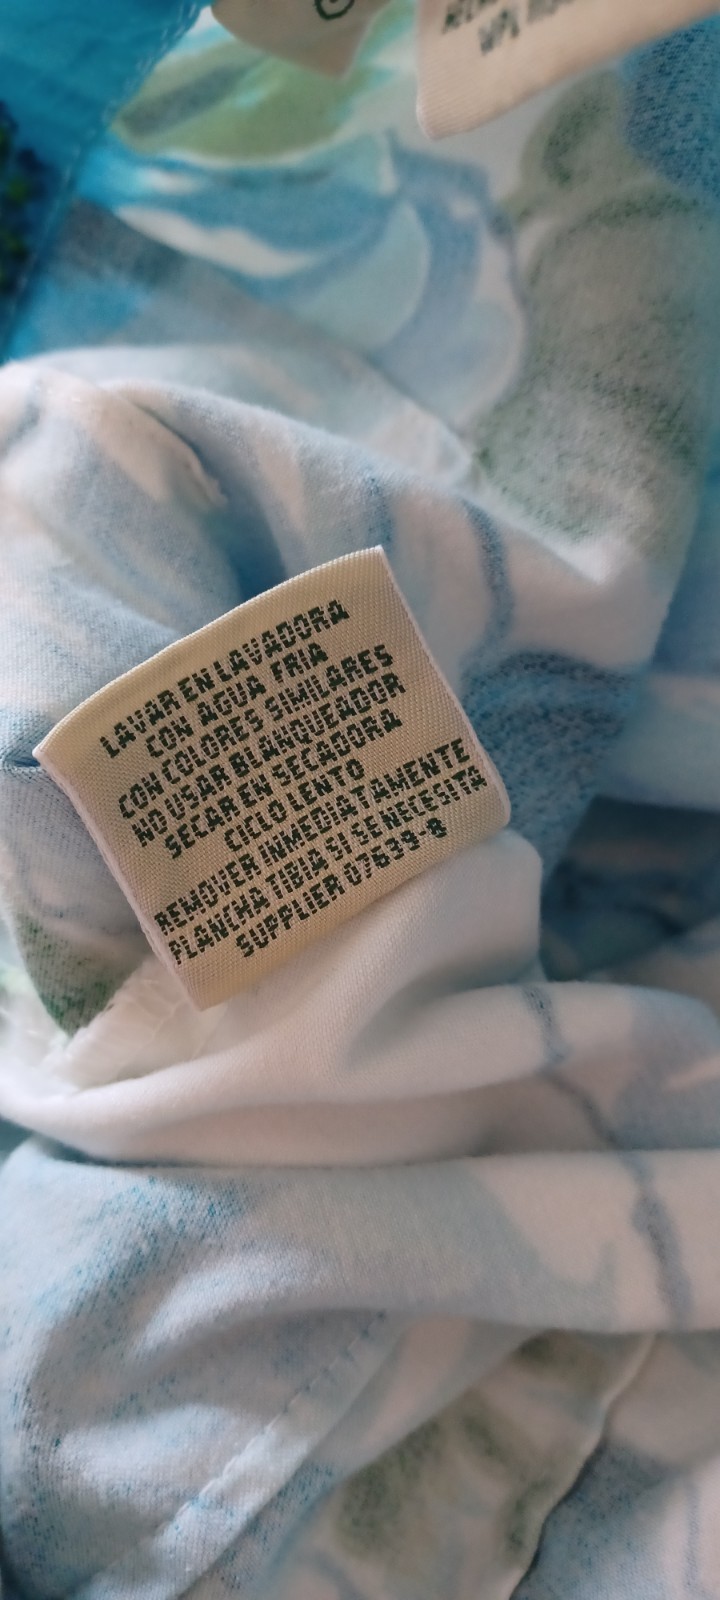 LAVAR EN LAVADORA
CON AGUA FRIA
CON COLORES SIMILARES
NO USAR BLANQUEADOR
SECAR EN SECADORA
CICLO LENTO
REMOVER INMEDIATAMENTE
PLANCHA TIBIA SI SE NECESITA
SUPPLIER 07639-8